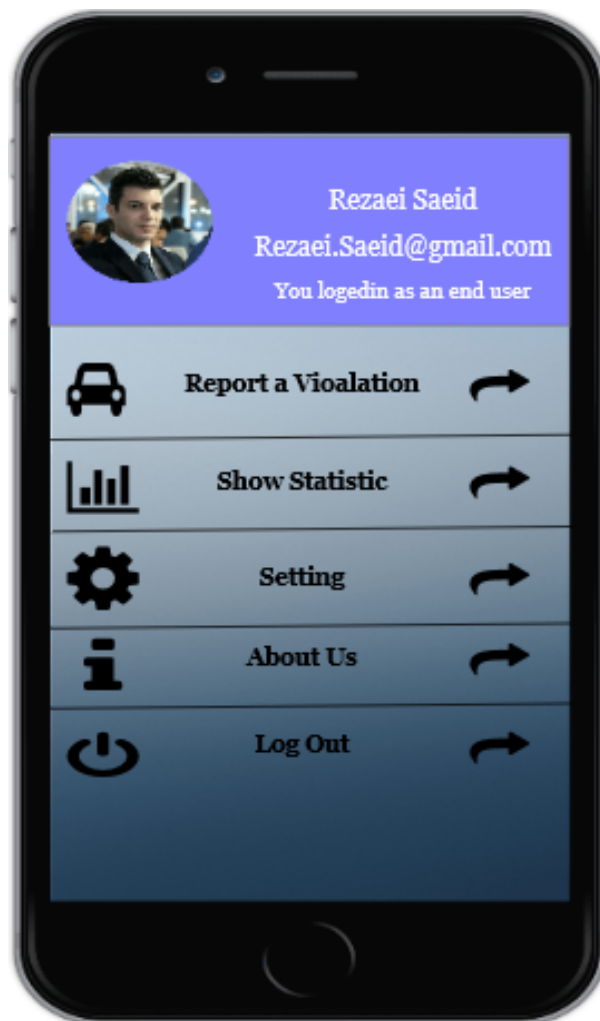 Rezaei Saeid
Rezaei.Saeid@gmail.com
You logedin as an end user
Report a Vioalation
Show Statistic
Setting
About Us
Log Out